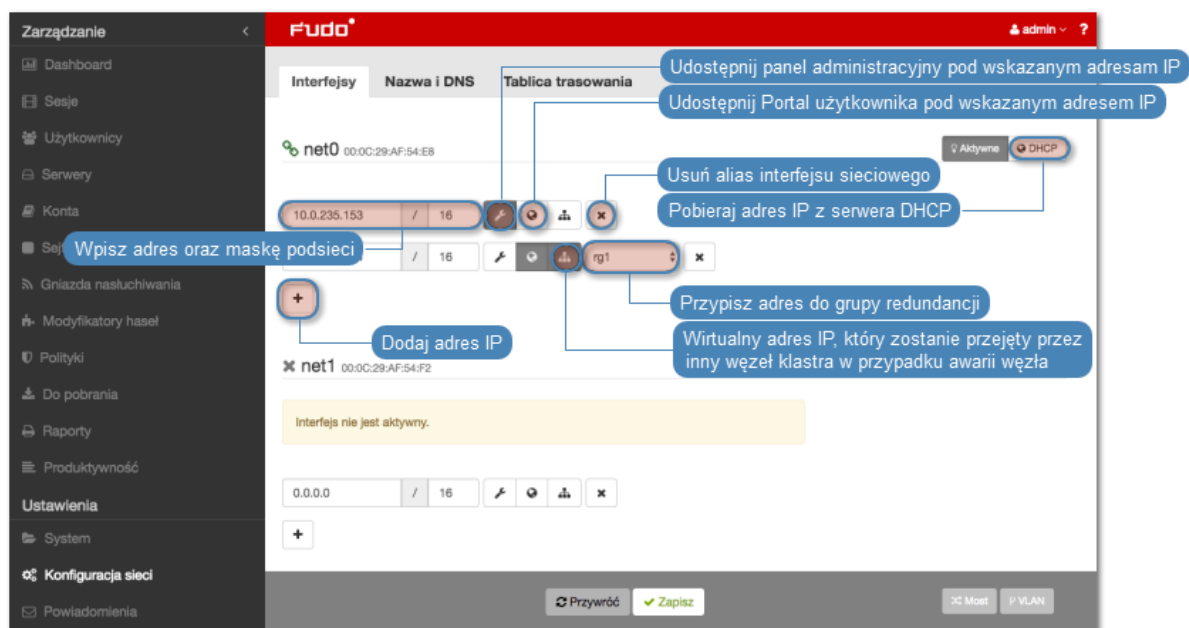 Zarządzanie
Fudo
admin
?
Dashboard
Interfejsy Nazwa i DNS Tablica trasowania
Udostępnij panel administracyjny pod wskazanym adresam IP
Sesje
Udostępnij Portal użytkownika pod wskazanym adresem IP
Użytkownicy
net0 00:0C:29:AF:54:E8
Aktywne DHCP
Serwery
Usuń alias interfejsu sieciowego
Konta
10.0.235.153 / 16
Pobieraj adres IP z serwera DHCP
Sej
Wpisz adres oraz maskę podsieci
/ 16 rg1
Gniazda nasłuchiwania
+
Przypisz adres do grupy redundancji
Modyfikatory haseł
Dodaj adres IP
Wirtualny adres IP, który zostanie przejęty przez
inny węzeł klastra w przypadku awarii węzła
Polityki
net1 00:0C:29:AF:54:F2
Do pobrania
Interfejs nie jest aktywny.
Raporty
Produktywność
0.0.0.0 / 16
Ustawienia
+
System
Konfiguracja sieci
Przywróć Zapisz
Most VLAN
Powiadomienia